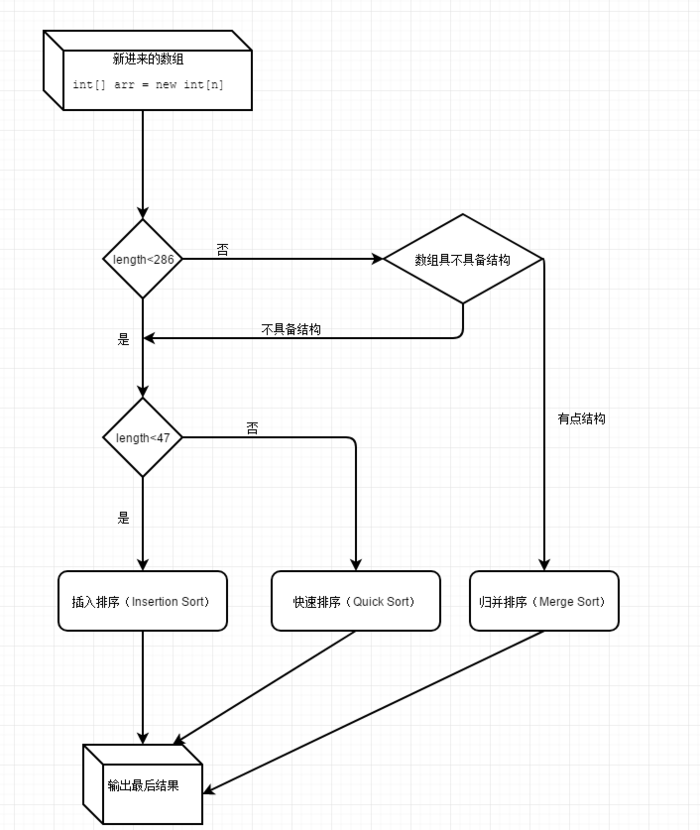 新进来的数组
int[] arr = new int[n]
否
length<286
数组具不具备结构
不具备结构
是
有点结构
否
length<47
是
插入排序（Insertion Sort）
快速排序（Quick Sort）
归并排序（Merge Sort）
输出最后结果